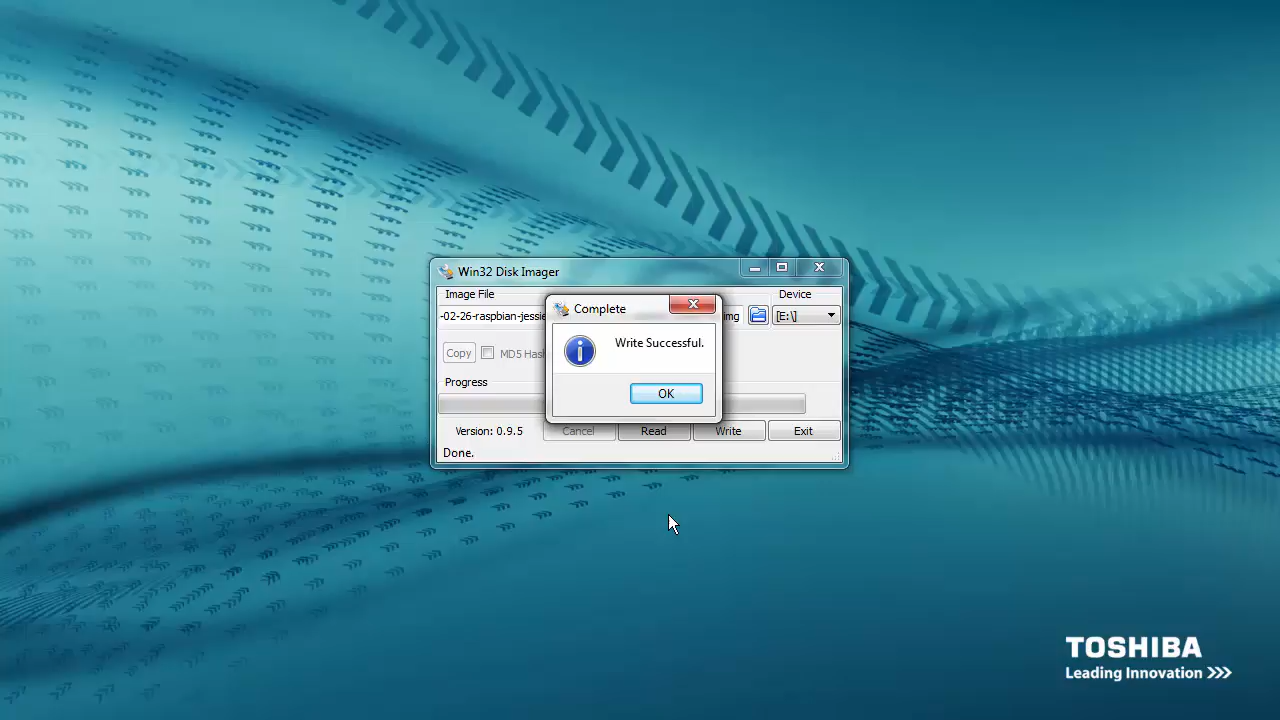 Win32 Disk Imager
Image File
Device
-02-26-raspbian-jessie
img
[E:\]
Complete
Write Successful.
OK
Copy
MD5 Hash
Progress
Version: 0.9.5
Cancel
Read
Write
Exit
Done.
TOSHIBA
Leading Innovation >>>